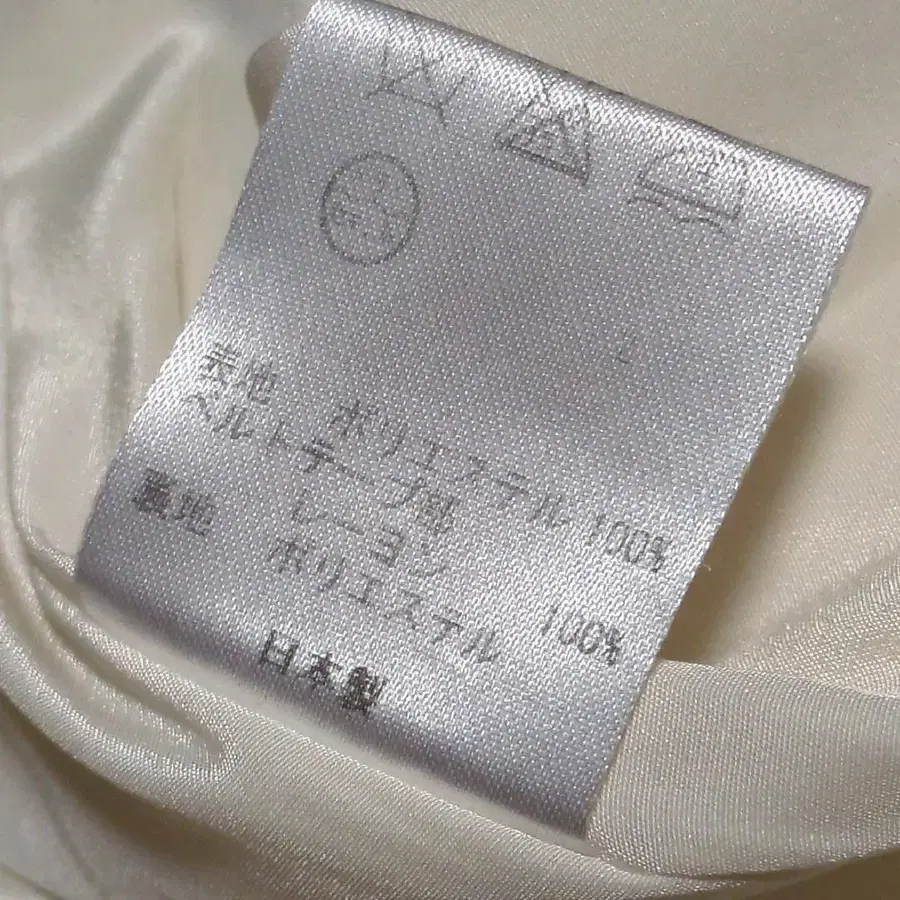 表地 ポリエステル 100%
ベルトテープ部
レーヨン
裏地 ポリエステル 100%
日本製